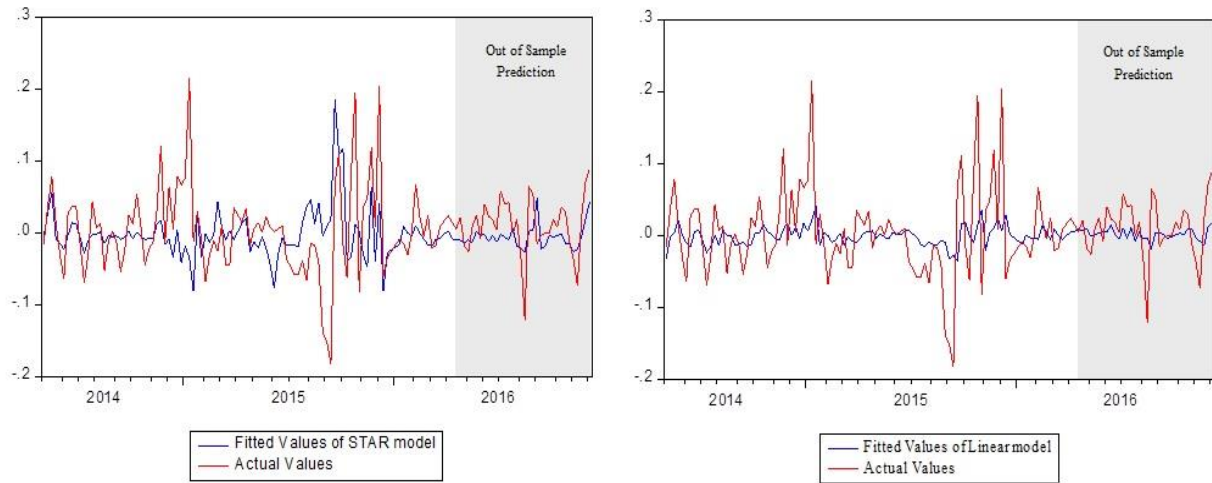 .3
.2
.1
.0
-.1
-.2
Out of Sample
Prediction
2014
2015
2016
Fitted Values of STAR model
Actual Values
.3
.2
.1
.0
-.1
-.2
Out of Sample
Prediction
2014
2015
2016
Fitted Values of Linear model
Actual Values